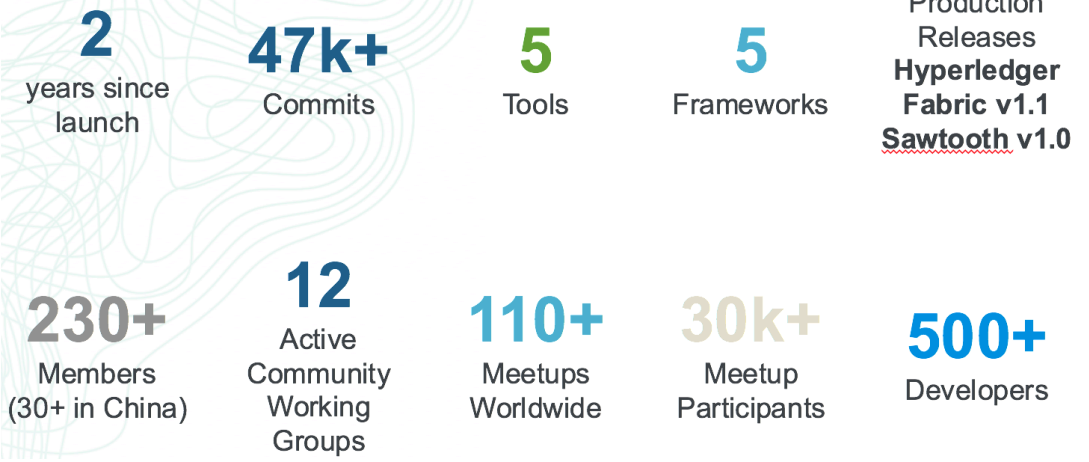 2
years since
launch
47k+
Commits
5
Tools
5
Frameworks
Production
Releases
Hyperledger
Fabric v1.1
Sawtooth v1.0
230+
Members
(30+ in China)
12
Active
Community
Working
Groups
110+
Meetups
Worldwide
30k+
Meetup
Participants
500+
Developers